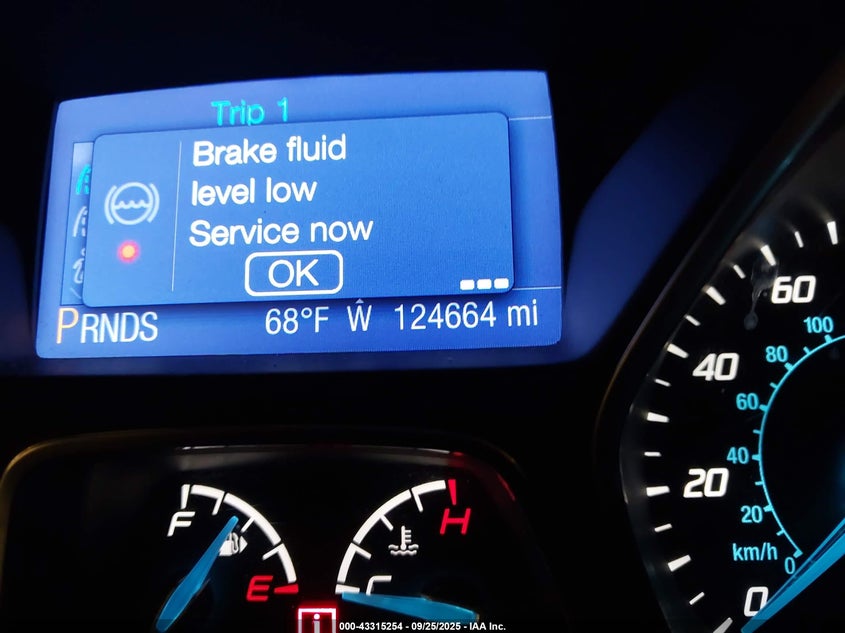 Trip 1
Brake fluid
level low
Service now
OK
PRNDS 68°F W 124664 mi
F
E
H
C
i
60
40
20
0
100
80
60
40
20
0
km/h
000-43315254 - 09/25/2025 - IAA Inc.